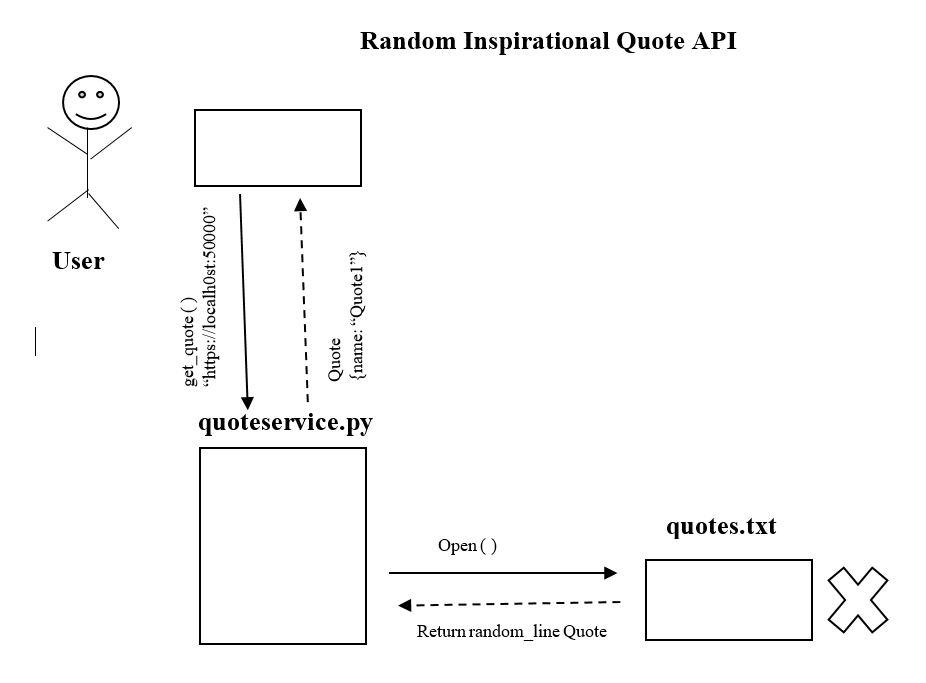 Random Inspirational Quote API
User
get_quote ( )
“https://localh0st:50000”
Quote
{name: “Quote1”}
quoteservice.py
quotes.txt
Open ( )
Return random_line Quote